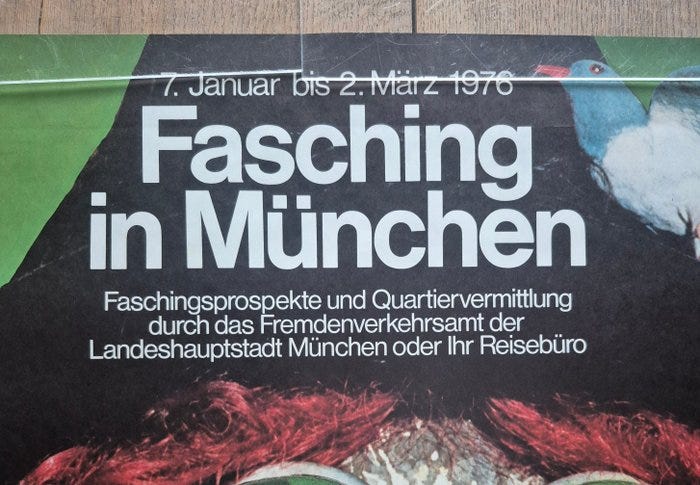 7. Januar bis 2. März 1976
Fasching
in München
Faschingsprospekte und Quartiervermittlung
durch das Fremdenverkehrsamt der
Landeshauptstadt München oder Ihr Reisebüro